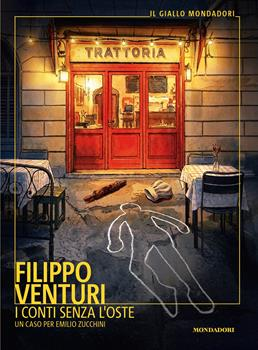 IL GIALLO MONDADORI
TRATTORIA
FILIPPO
VENTURI
I CONTI SENZA L'OSTE
UN CASO PER EMILIO ZUCCHINI
MONDADORI